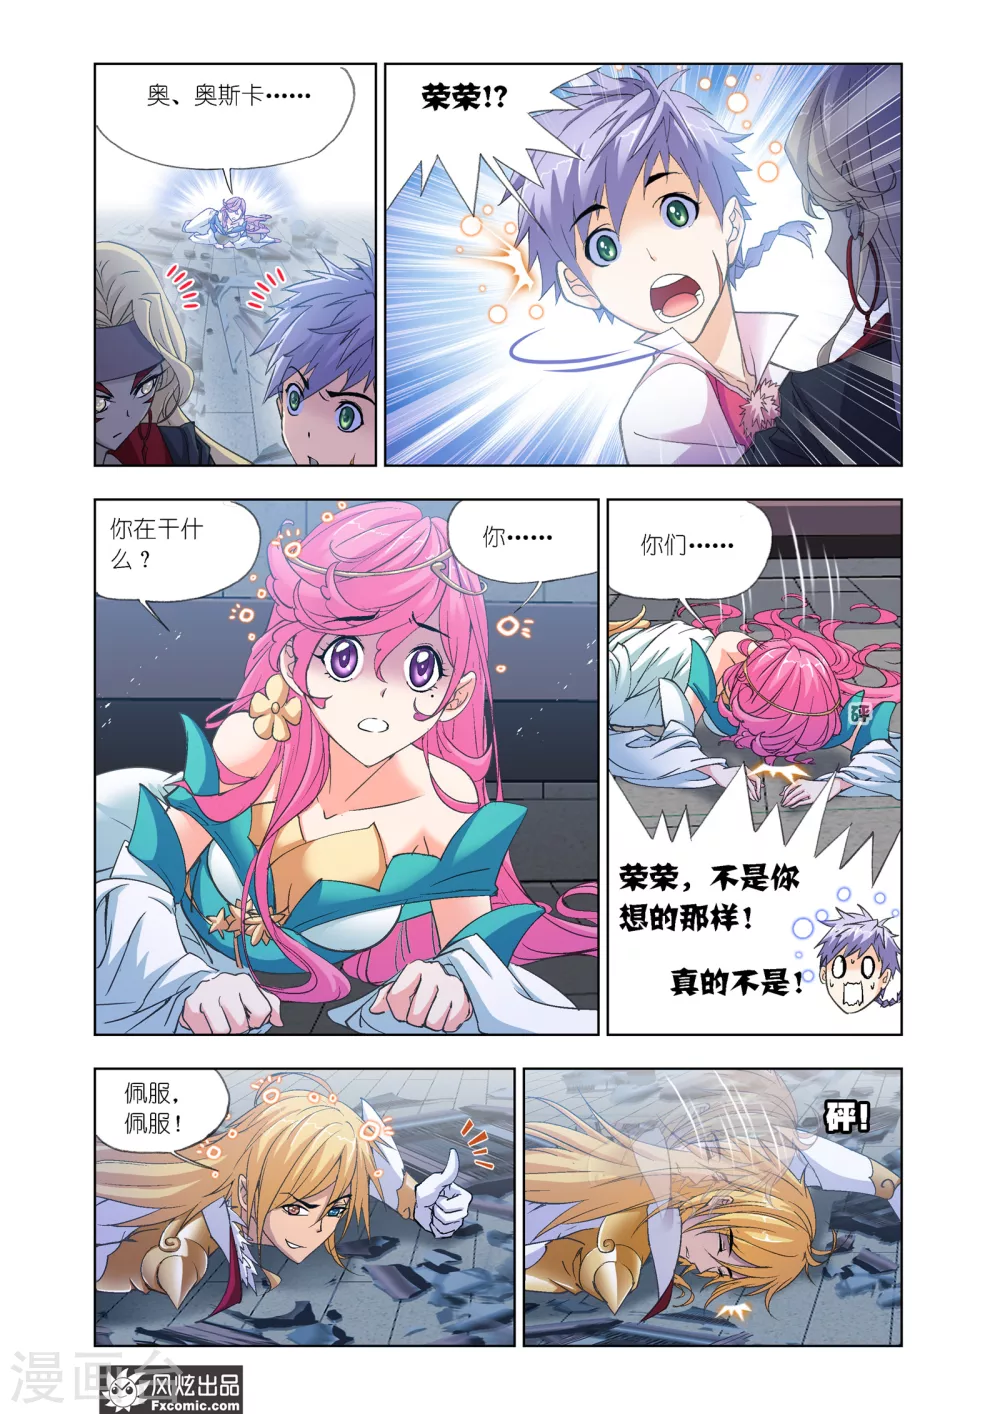 奥、奥斯卡……
荣荣!?
你在干什
么？
你……
你们……
砰
荣荣，不是你
想的那样！
真的不是！
佩服，
佩服！
砰！
漫画台
风炫出品
Fxcomic.com